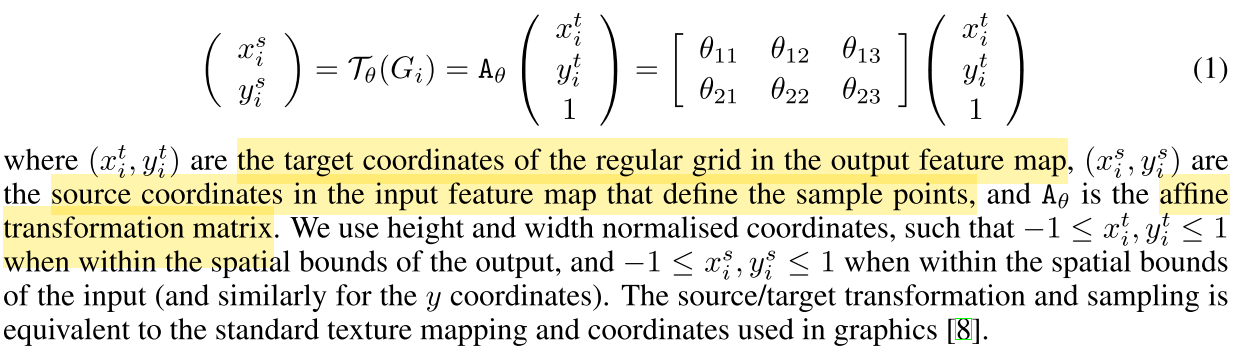 \begin{pmatrix} x_i^s \\ y_i^s \end{pmatrix} = \mathcal{T}_\theta(G_i) = \mathtt{A}_\theta \begin{pmatrix} x_i^t \\ y_i^t \\ 1 \end{pmatrix} = \begin{bmatrix} \theta_{11} & \theta_{12} & \theta_{13} \\ \theta_{21} & \theta_{22} & \theta_{23} \end{bmatrix} \begin{pmatrix} x_i^t \\ y_i^t \\ 1 \end{pmatrix} (1)
where (x_i^t, y_i^t) are the target coordinates of the regular grid in the output feature map, (x_i^s, y_i^s) are
the source coordinates in the input feature map that define the sample points, and A_θ is the affine
transformation matrix. We use height and width normalised coordinates, such that −1 ≤ x_i^t, y_i^t ≤ 1
when within the spatial bounds of the output, and −1 ≤ x_i^s, y_i^s ≤ 1 when within the spatial bounds
of the input (and similarly for the y coordinates). The source/target transformation and sampling is
equivalent to the standard texture mapping and coordinates used in graphics [8].